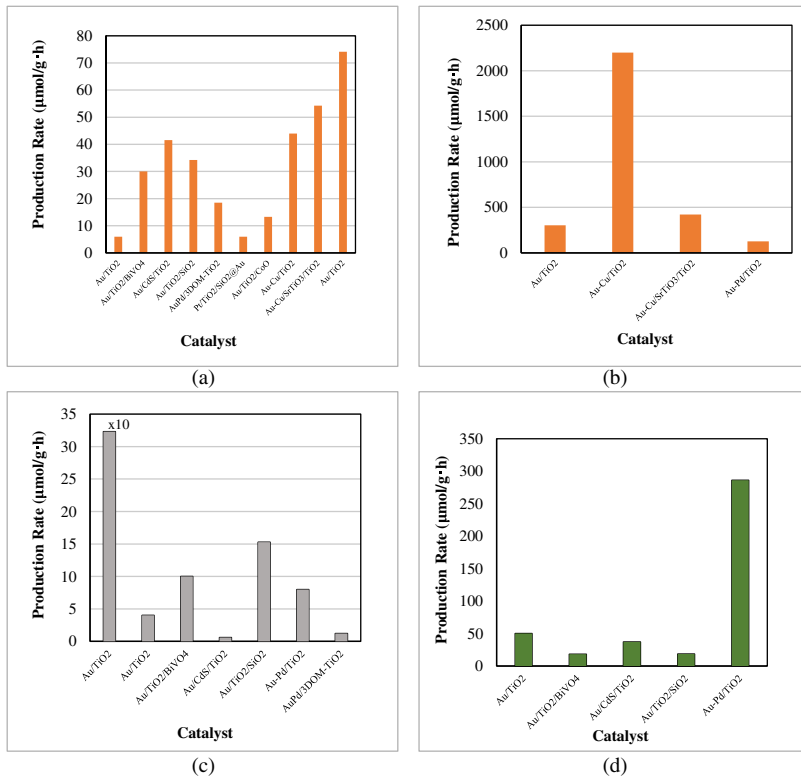 80
70
60
50
40
30
20
10
0
Production Rate (µmol/g·h)
Au/TiO2
Au/TiO2/BiVO4
Au/CdS/TiO2
Au/TiO2/SiO2
AuPd/3DOM-TiO2
Pt/TiO2/SiO2@Au
Au/TiO2/CoO
Au-Cu/TiO2
Au-Cu/SrTiO3/TiO2
Au/TiO2
Catalyst
(a)
2500
2000
1500
1000
500
0
Production Rate (µmol/g·h)
Au/TiO2
Au-Cu/TiO2
Au-Cu/SrTiO3/TiO2
Au-Pd/TiO2
Catalyst
(b)
35
30
25
20
15
10
5
0
x10
Production Rate (µmol/g·h)
Au/TiO2
Au/TiO2
Au/TiO2/BiVO4
Au/CdS/TiO2
Au/TiO2/SiO2
Au-Pd/TiO2
AuPd/3DOM-TiO2
Catalyst
(c)
350
300
250
200
150
100
50
0
Production Rate (µmol/g·h)
Au/TiO2
Au/TiO2/BiVO4
Au/CdS/TiO2
Au/TiO2/SiO2
Au-Pd/TiO2
Catalyst
(d)